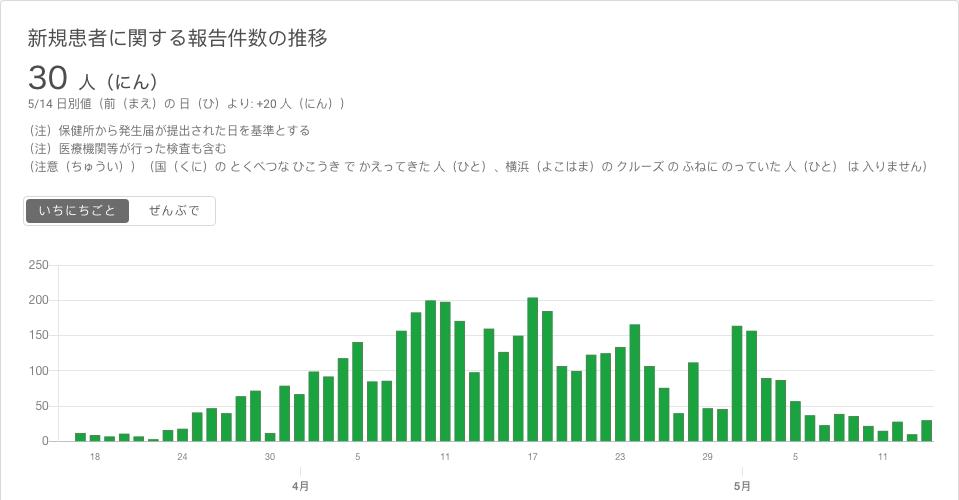 新規患者に関する報告件数の推移
30 人（にん）
5/14 日別値（前（まえ）の 日（ひ）より: +20 人（にん））
（注）保健所から発生届が提出された日を基準とする
（注）医療機関等が行った検査も含む
（注意（ちゅうい））（国（くに）の とくべつな ひこうき で かえってきた 人（ひと）、横浜（よこはま）の クルーズ の ふねに のっていた 人（ひと） は 入りません）
いちにちごと ぜんぶで
250
200
150
100
50
0
18 24 30 5 11 17 23 29 5 11
4月 5月